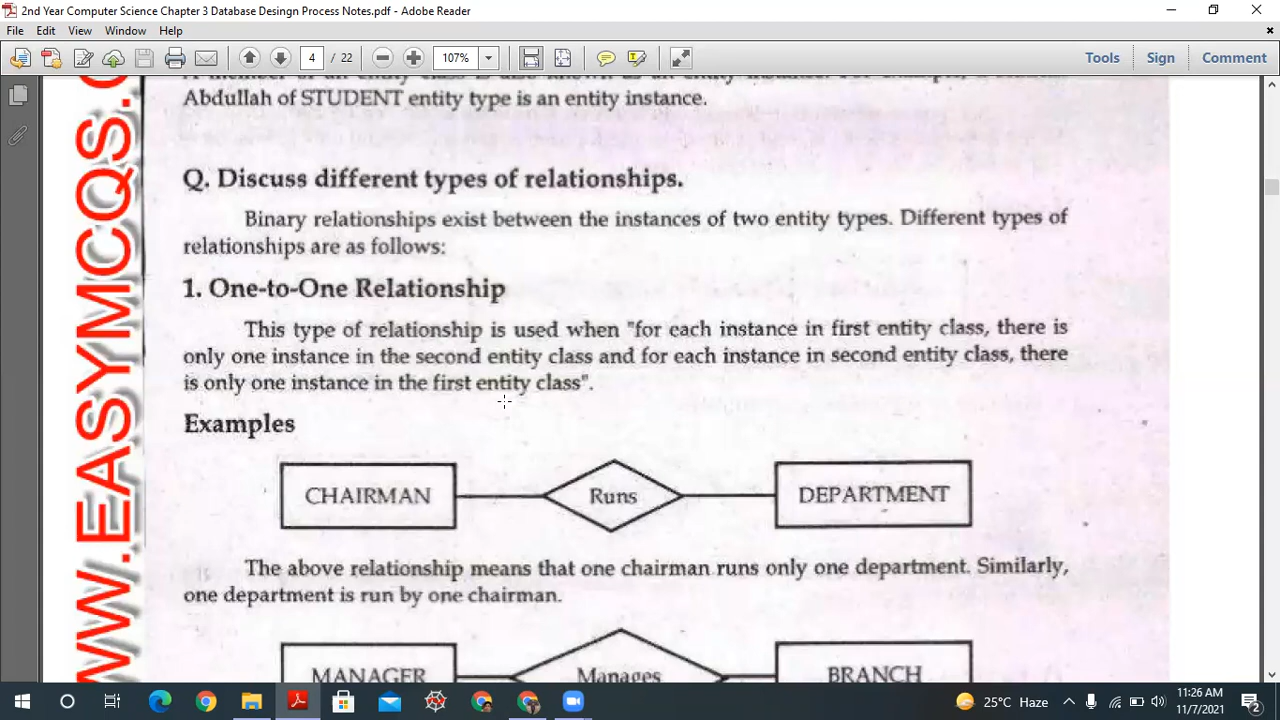 2nd Year Computer Science Chapter 3 Database Desingn Process Notes.pdf - Adobe Reader
File Edit View Window Help
4 / 22 107% Tools Sign Comment
Abdullah of STUDENT entity type is an entity instance.
Q. Discuss different types of relationships.
Binary relationships exist between the instances of two entity types. Different types of
relationships are as follows:
1. One-to-One Relationship
This type of relationship is used when "for each instance in first entity class, there is
only one instance in the second entity class and for each instance in second entity class, there
is only one instance in the first entity class".
Examples
CHAIRMAN Runs DEPARTMENT
The above relationship means that one chairman runs only one department. Similarly,
one department is run by one chairman.
MANAGER Manages BRANCH
WW.EASYMCQS.
25°C Haze
11:26 AM
11/7/2021
2